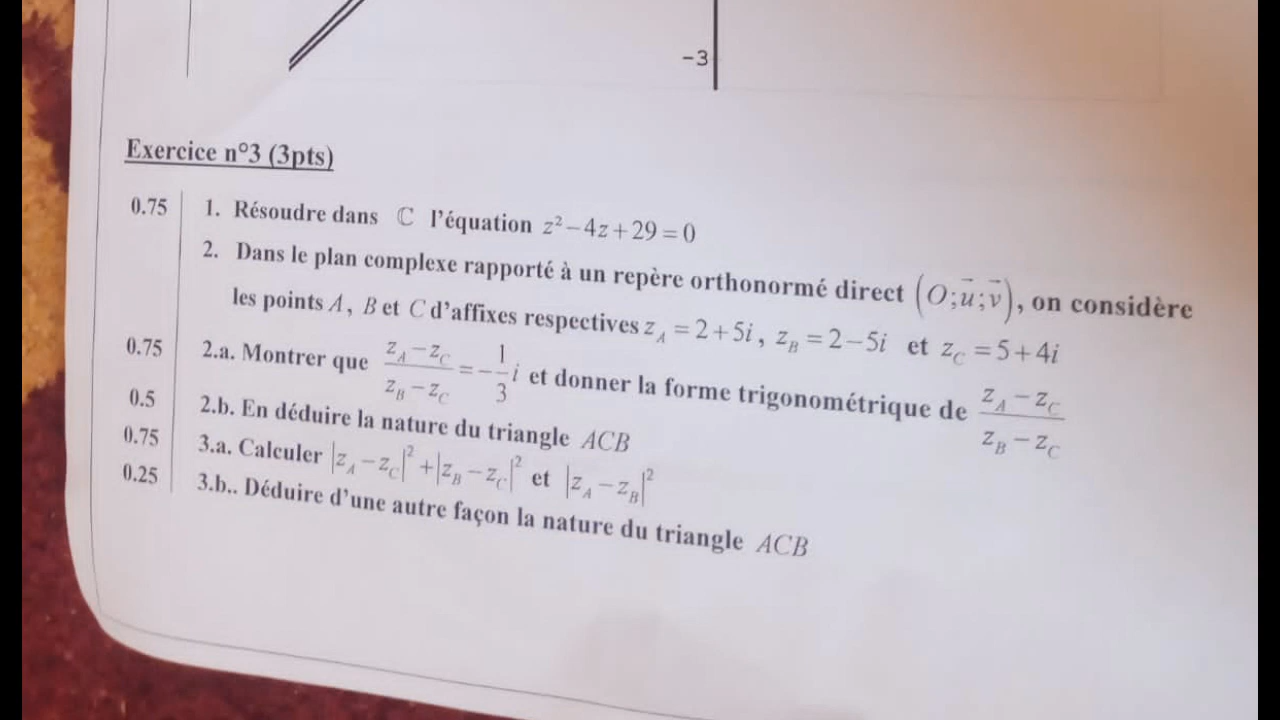 -3
Exercice n°3 (3pts)
0.75 1. Résoudre dans ℂ l'équation z² − 4z + 29 = 0
2. Dans le plan complexe rapporté à un repère orthonormé direct (O; u⃗; v⃗), on considère
les points A, B et C d'affixes respectives z_A = 2 + 5i, z_B = 2 − 5i et z_C = 5 + 4i
0.75 2.a. Montrer que (z_A − z_C)/(z_B − z_C) = −(1/3)i et donner la forme trigonométrique de (z_A − z_C)/(z_B − z_C)
0.5 2.b. En déduire la nature du triangle ACB
0.75 3.a. Calculer |z_A − z_C|² + |z_B − z_C|² et |z_A − z_B|²
0.25 3.b.. Déduire d'une autre façon la nature du triangle ACB